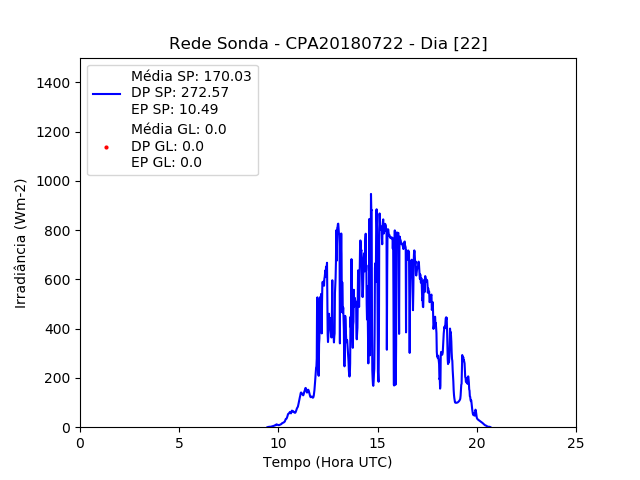 Rede Sonda - CPA20180722 - Dia [22]
Média SP: 170.03
DP SP: 272.57
EP SP: 10.49
Média GL: 0.0
DP GL: 0.0
EP GL: 0.0
Irradiância (Wm-2)
1400
1200
1000
800
600
400
200
0
0 5 10 15 20 25
Tempo (Hora UTC)